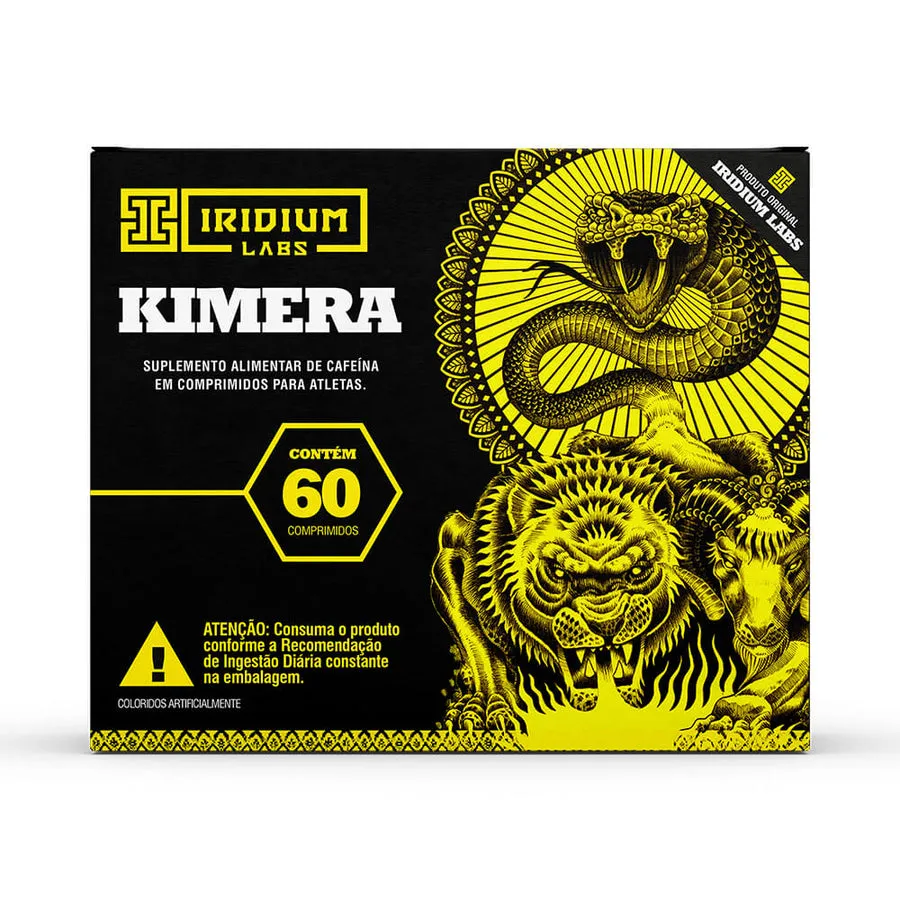 IRIDIUM
LABS
PRODUTO ORIGINAL
IRIDIUM LABS
KIMERA
SUPLEMENTO ALIMENTAR DE CAFEÍNA
EM COMPRIMIDOS PARA ATLETAS.
CONTÉM
60
COMPRIMIDOS
ATENÇÃO: Consuma o produto
conforme a Recomendação
de Ingestão Diária constante
na embalagem.
COLORIDOS ARTIFICIALMENTE